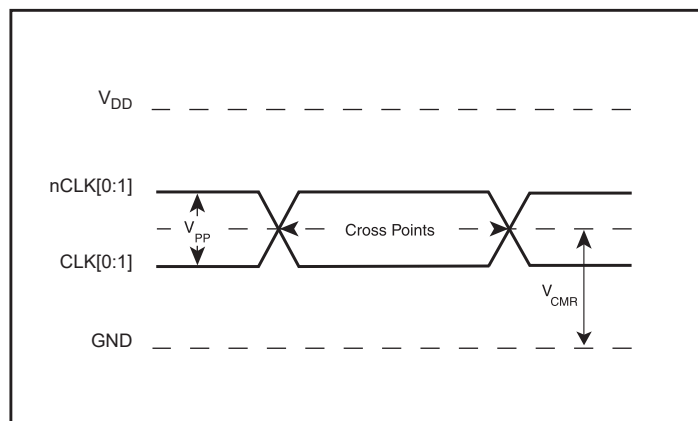 VDD
nCLK[0:1]
VPP
Cross Points
CLK[0:1]
VCMR
GND